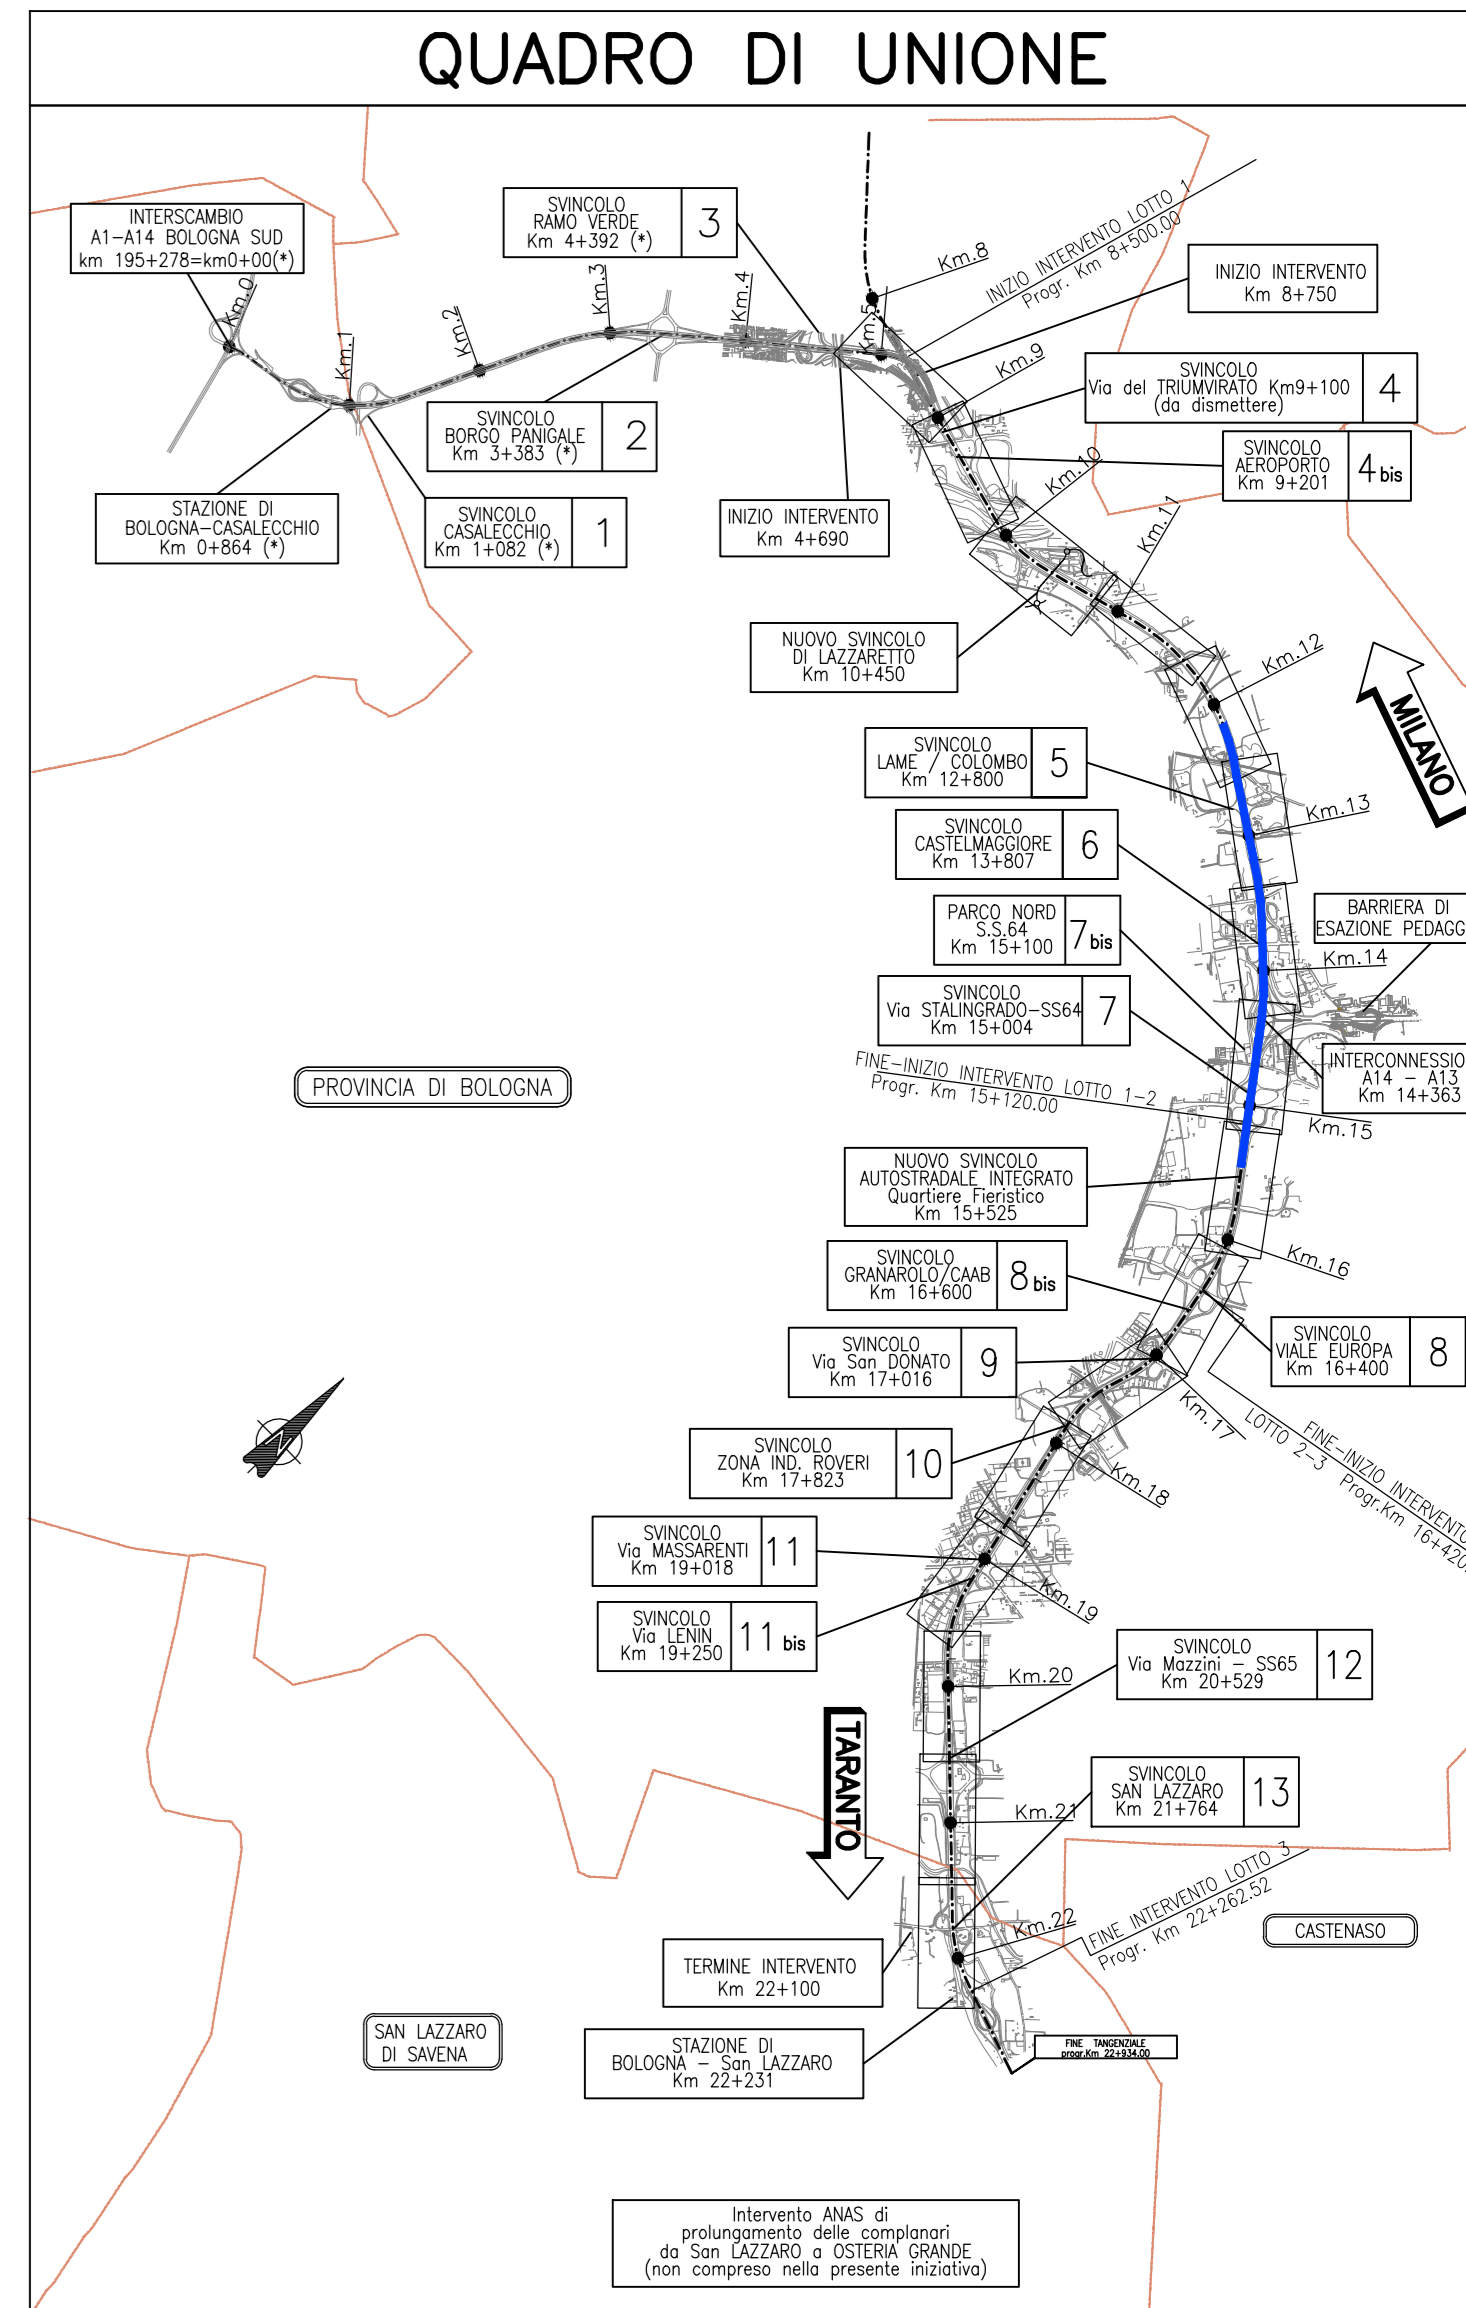 QUADRO DI UNIONE
INTERSCAMBIO
A1-A14 BOLOGNA SUD
km 195+278=km0+00(*)
SVINCOLO
RAMO VERDE
Km 4+392 (*)
3
INIZIO INTERVENTO LOTTO 1
Progr. Km 8+500.00
INIZIO INTERVENTO
Km 8+750
Km.0
Km.1
Km.2
Km.3
Km.4
Km.5
Km.8
Km.9
SVINCOLO
Via del TRIUMVIRATO Km9+100
(da dismettere)
4
SVINCOLO
BORGO PANIGALE
Km 3+383 (*)
2
SVINCOLO
AEROPORTO
Km 9+201
4 bis
Km.10
Km.11
STAZIONE DI
BOLOGNA-CASALECCHIO
Km 0+864 (*)
SVINCOLO
CASALECCHIO
Km 1+082 (*)
1
INIZIO INTERVENTO
Km 4+690
NUOVO SVINCOLO
DI LAZZARETTO
Km 10+450
Km.12
MILANO
SVINCOLO
LAME / COLOMBO
Km 12+800
5
Km.13
SVINCOLO
CASTELMAGGIORE
Km 13+807
6
PARCO NORD
S.S.64
Km 15+100
7 bis
BARRIERA DI
ESAZIONE PEDAGG
Km.14
SVINCOLO
Via STALINGRADO-SS64
Km 15+004
7
FINE-INIZIO INTERVENTO LOTTO 1-2
Progr. Km 15+120.00
INTERCONNESSIO
A14 - A13
Km 14+363
Km.15
PROVINCIA DI BOLOGNA
NUOVO SVINCOLO
AUTOSTRADALE INTEGRATO
Quartiere Fieristico
Km 15+525
Km.16
SVINCOLO
GRANAROLO/CAAB
Km 16+600
8 bis
SVINCOLO
VIALE EUROPA
Km 16+400
8
SVINCOLO
Via San DONATO
Km 17+016
9
Km.17
FINE-INIZIO INTERVENTO
LOTTO 2-3 Progr.Km 16+420.
N
SVINCOLO
ZONA IND. ROVERI
Km 17+823
10
Km.18
SVINCOLO
Via MASSARENTI
Km 19+018
11
Km.19
SVINCOLO
Via LENIN
Km 19+250
11 bis
SVINCOLO
Via Mazzini - SS65
Km 20+529
12
Km.20
TARANTO
SVINCOLO
SAN LAZZARO
Km 21+764
13
Km.21
FINE INTERVENTO LOTTO 3
Progr. Km 22+262.52
Km.22
CASTENASO
TERMINE INTERVENTO
Km 22+100
SAN LAZZARO
DI SAVENA
STAZIONE DI
BOLOGNA - San LAZZARO
Km 22+231
FINE TANGENZIALE
progr.Km 22+934.00
Intervento ANAS di
prolungamento delle complanari
da San LAZZARO a OSTERIA GRANDE
(non compreso nella presente iniziativa)